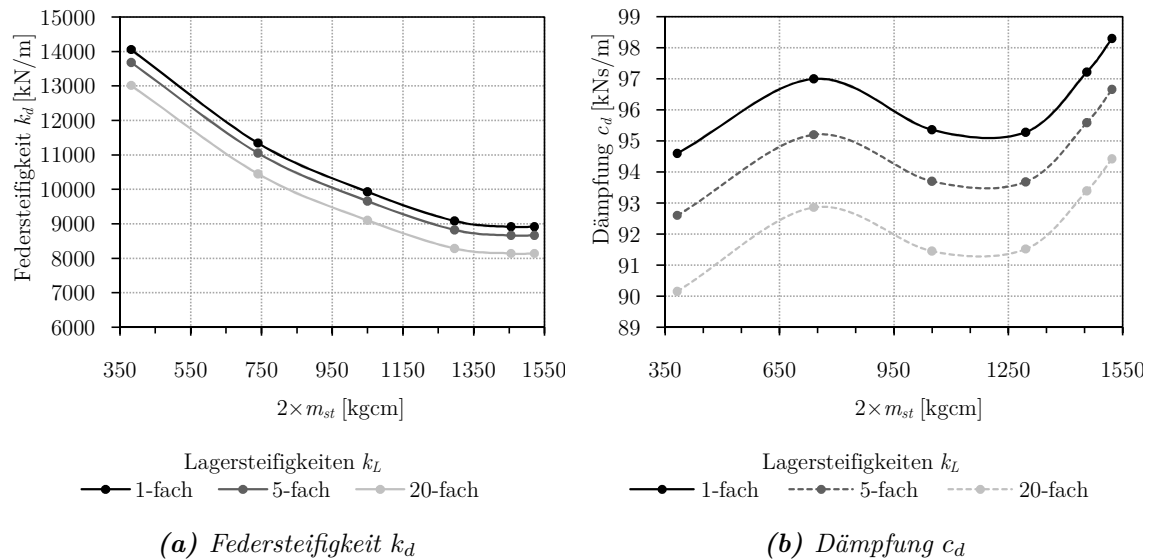 Federsteifigkeit k_d [kN/m]
15000
14000
13000
12000
11000
10000
9000
8000
7000
6000
350 550 750 950 1150 1350 1550
2×m_st [kgcm]
Lagersteifigkeiten k_L
1-fach 5-fach 20-fach
(a) Federsteifigkeit k_d
Dämpfung c_d [kNs/m]
99
98
97
96
95
94
93
92
91
90
89
350 650 950 1250 1550
2×m_st [kgcm]
Lagersteifigkeiten k_L
1-fach 5-fach 20-fach
(b) Dämpfung c_d